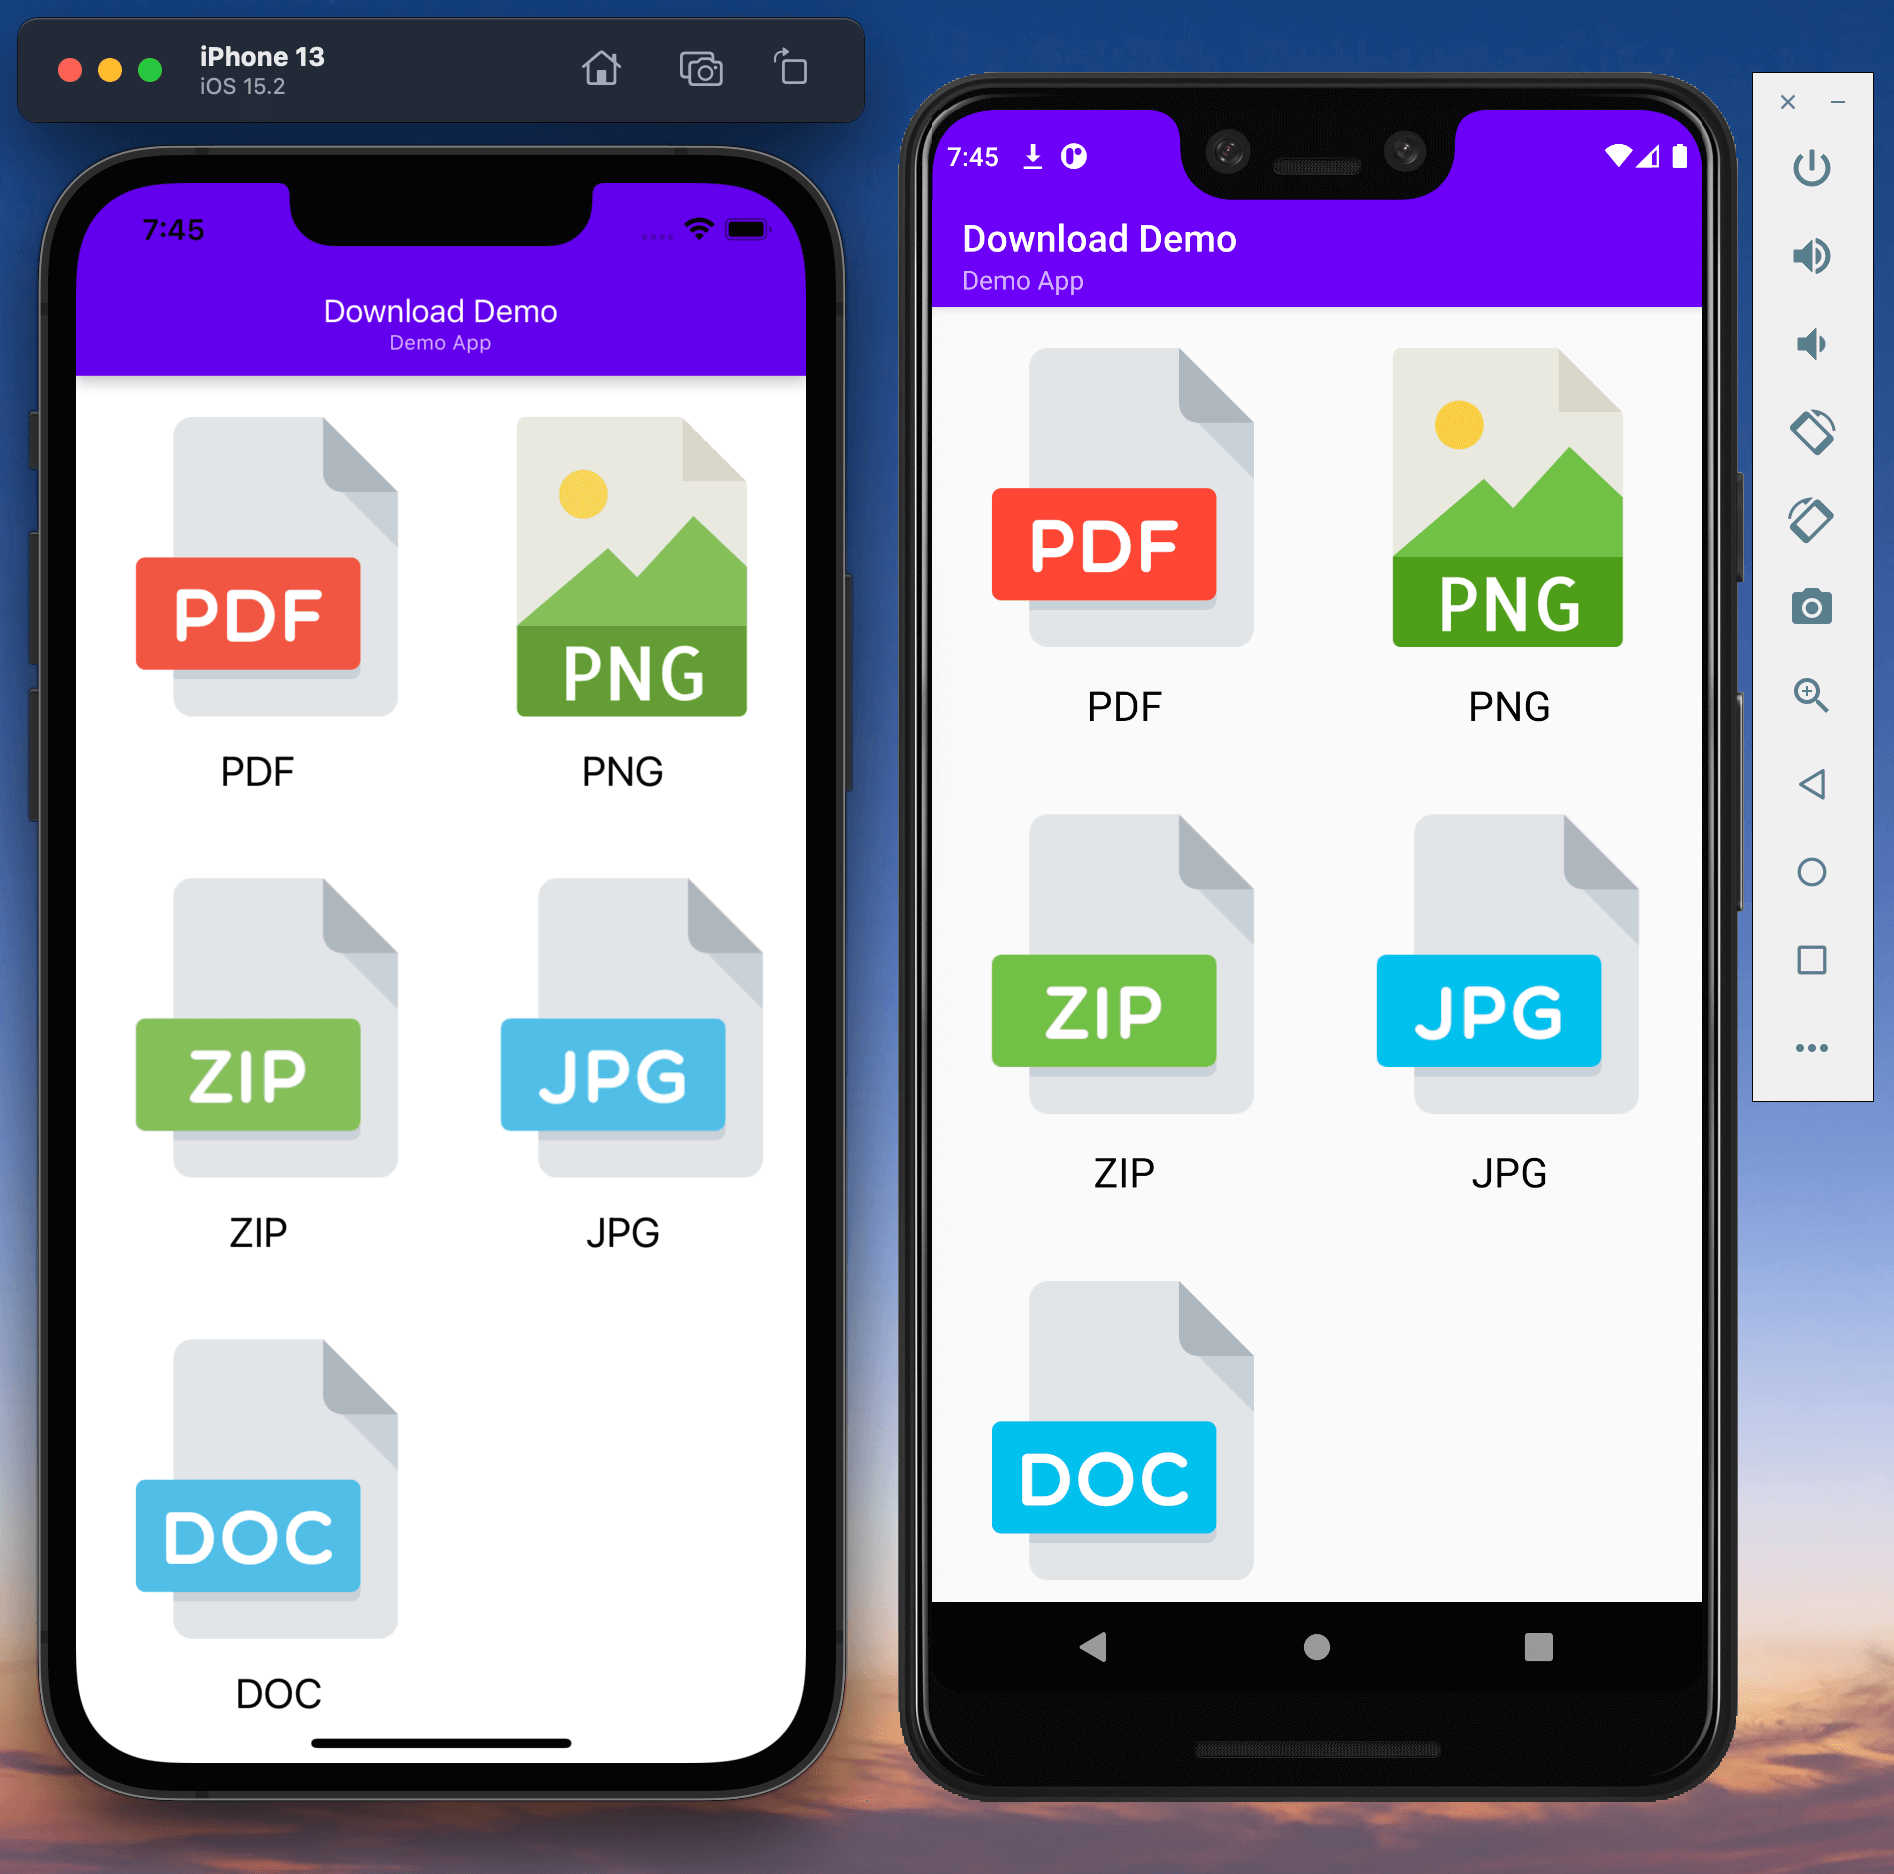 iPhone 13
iOS 15.2
7:45
Download Demo
Demo App
PDF
PNG
PDF
PNG
ZIP
JPG
ZIP
JPG
DOC
DOC
7:45
Download Demo
Demo App
PDF
PNG
PDF
PNG
ZIP
JPG
ZIP
JPG
DOC